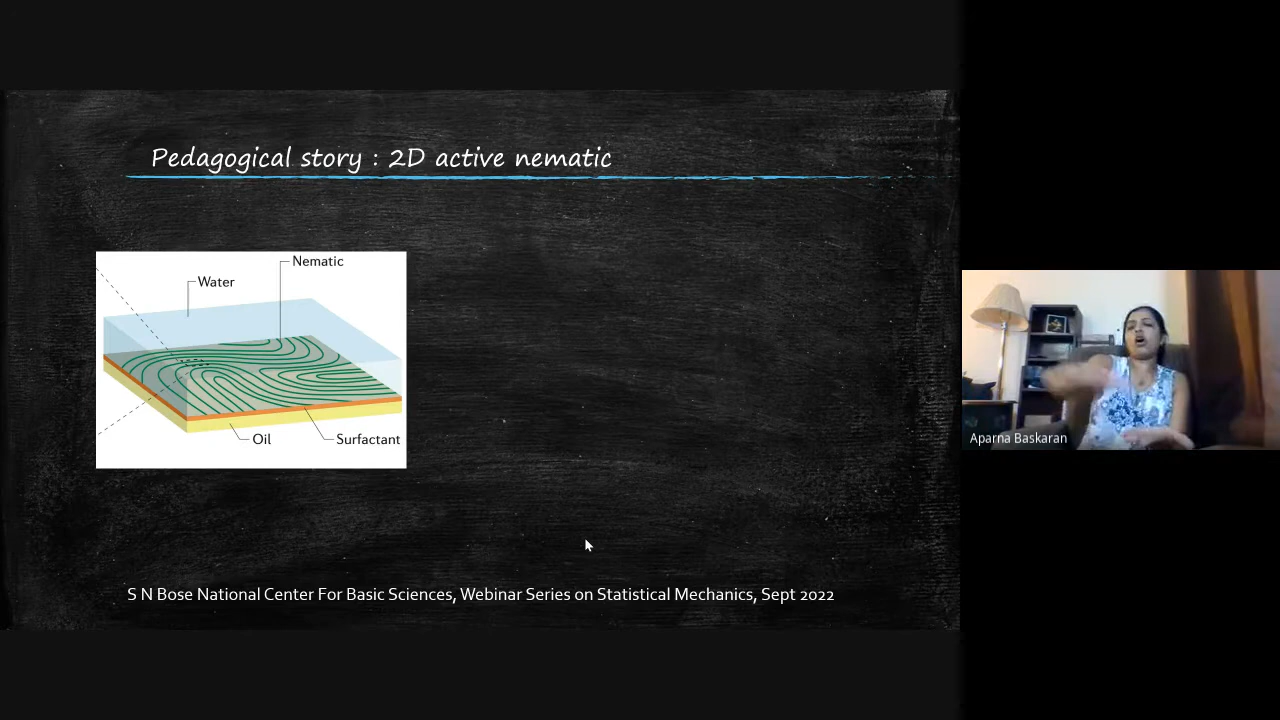 Pedagogical story : 2D active nematic
Nematic
Water
Oil
Surfactant
Aparna Baskaran
S N Bose National Center For Basic Sciences, Webinar Series on Statistical Mechanics, Sept 2022